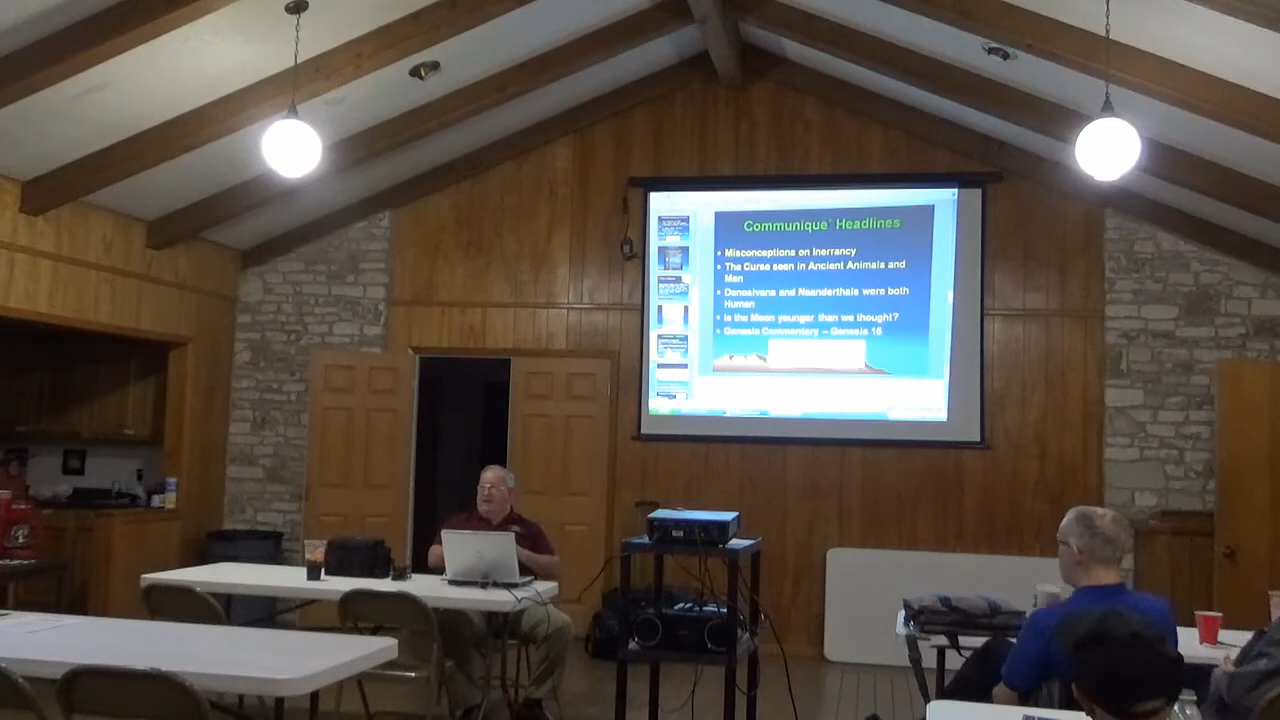 Communique' Headlines
Misconceptions on Inerrancy
The Curse seen in Ancient Animals and
Men
Denosivans and Neanderthals were both
Human
Is the Moon younger than we thought?
Genesis Commentary – Genesis 16